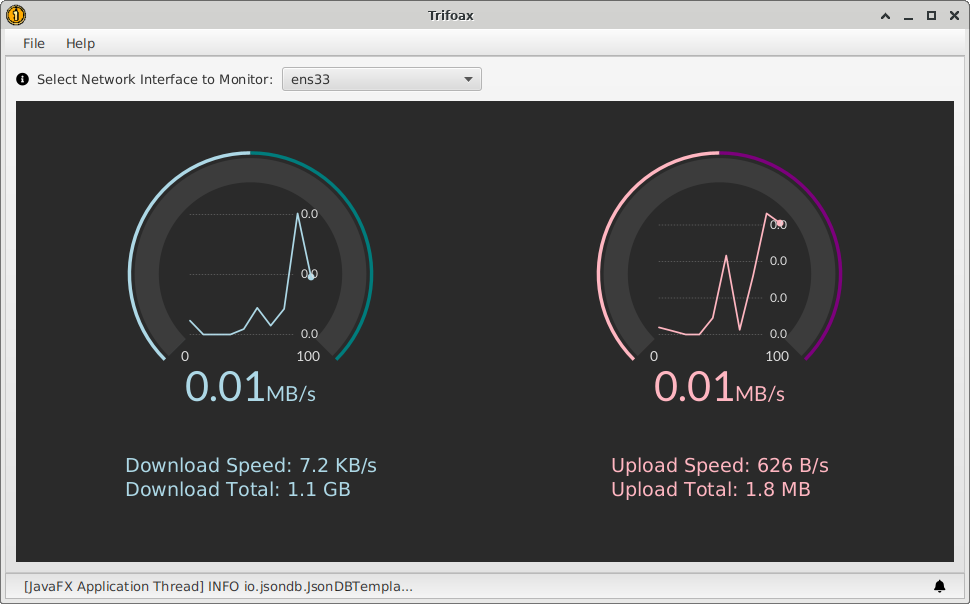 Trifoax
File Help
Select Network Interface to Monitor: ens33
0.0
0.0
0.0
0 100
0.01MB/s
Download Speed: 7.2 KB/s
Download Total: 1.1 GB
0.0
0.0
0.0
0.0
0 100
0.01MB/s
Upload Speed: 626 B/s
Upload Total: 1.8 MB
[JavaFX Application Thread] INFO io.jsondb.JsonDBTempla...